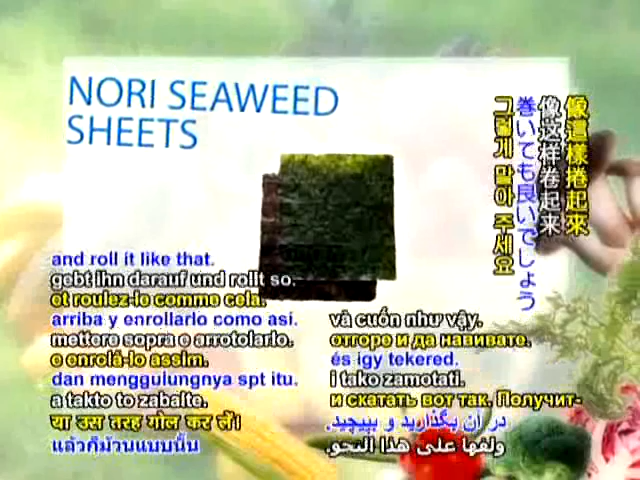 NORI SEAWEED
SHEETS
像這樣捲起來
像这样卷起来
巻いても良いでしょう
그렇게 말아 주세요
and roll it like that.
gebt ihn darauf und rollt so.
et roulez-lo comme cela.
arriba y enrollarlo como así.
mettere sopra e arrotolarlo.
e enrolá-lo assim.
dan menggulungnya spt itu.
a takto to zabalte.
या उस तरह गोल कर लें।
แล้วก็ม้วนแบบนั้น
và cuốn như vậy.
отгоре и да навивате.
és így tekered.
i tako zamotati.
и скатать вот так. Получит-
در آن بگذارید و بپیچید.
ولفها على هذا النحو.